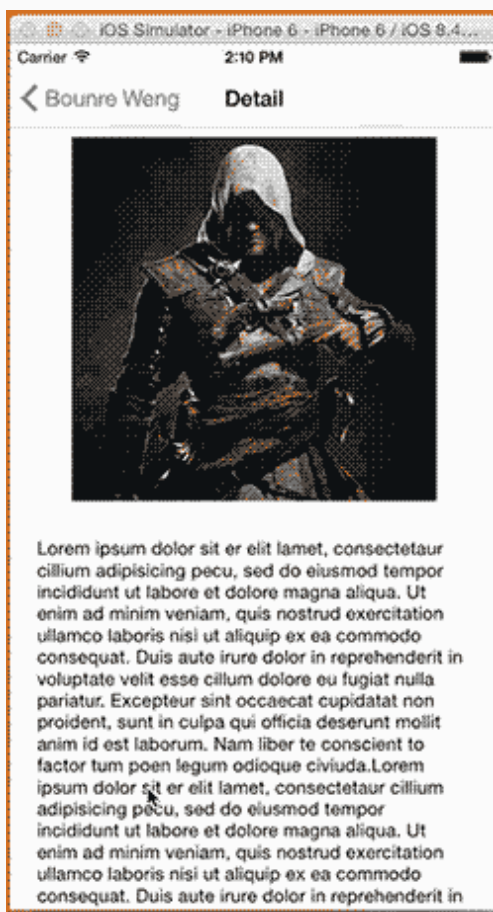 iOS Simulator - iPhone 6 - iPhone 6 / iOS 8.4...
Carrier 2:10 PM
Bounre Weng Detail
Lorem ipsum dolor sit er elit lamet, consectetaur
cillium adipisicing pecu, sed do eiusmod tempor
incididunt ut labore et dolore magna aliqua. Ut
enim ad minim veniam, quis nostrud exercitation
ullamco laboris nisi ut aliquip ex ea commodo
consequat. Duis aute irure dolor in reprehenderit in
voluptate velit esse cillum dolore eu fugiat nulla
pariatur. Excepteur sint occaecat cupidatat non
proident, sunt in culpa qui officia deserunt mollit
anim id est laborum. Nam liber te conscient to
factor tum poen legum odioque civiuda.Lorem
ipsum dolor sit er elit lamet, consectetaur cillium
adipisicing pecu, sed do eiusmod tempor
incididunt ut labore et dolore magna aliqua. Ut
enim ad minim veniam, quis nostrud exercitation
ullamco laboris nisi ut aliquip ex ea commodo
consequat. Duis aute irure dolor in reprehenderit in